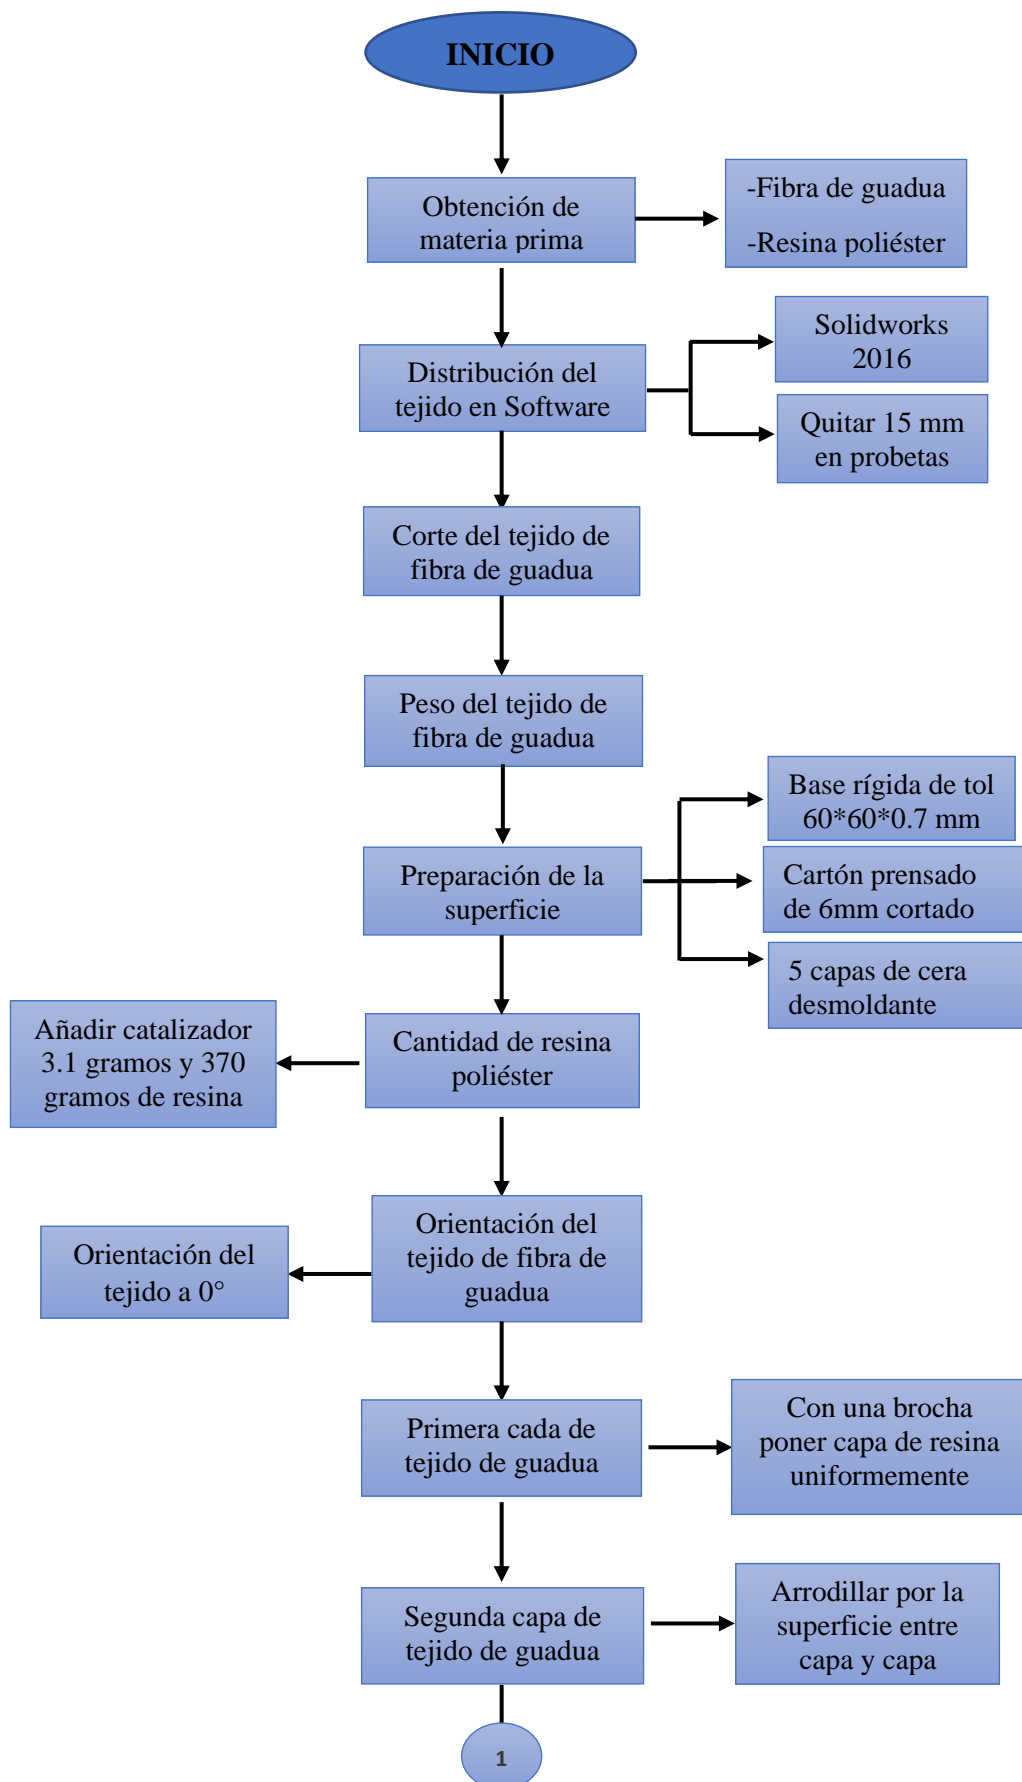 INICIO
Obtención de
materia prima
-Fibra de guadua
-Resina poliéster
Distribución del
tejido en Software
Solidworks
2016
Quitar 15 mm
en probetas
Corte del tejido de
fibra de guadua
Peso del tejido de
fibra de guadua
Preparación de la
superficie
Base rígida de tol
60*60*0.7 mm
Cartón prensado
de 6mm cortado
5 capas de cera
desmoldante
Cantidad de resina
poliéster
Añadir catalizador
3.1 gramos y 370
gramos de resina
Orientación del
tejido de fibra de
guadua
Orientación del
tejido a 0°
Primera cada de
tejido de guadua
Con una brocha
poner capa de resina
uniformemente
Segunda capa de
tejido de guadua
Arrodillar por la
superficie entre
capa y capa
1